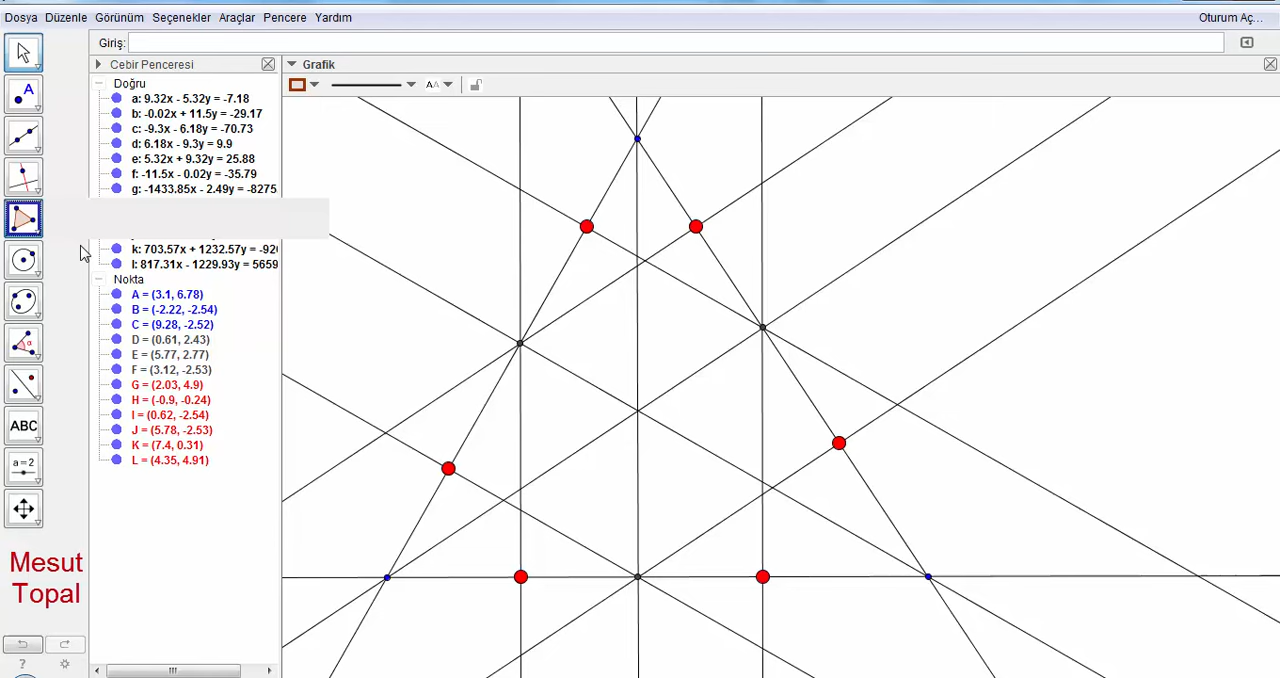 Dosya Düzenle Görünüm Seçenekler Araçlar Pencere Yardım Oturum Aç...
Giriş:
Cebir Penceresi Grafik
Doğru
a: 9.32x - 5.32y = -7.18
b: -0.02x + 11.5y = -29.17
c: -9.3x - 6.18y = -70.73
d: 6.18x - 9.3y = 9.9
e: 5.32x + 9.32y = 25.88
f: -11.5x - 0.02y = -35.79
g: -1433.85x - 2.49y = -8275
k: 703.57x + 1232.57y = -920
l: 817.31x - 1229.93y = 5659
Nokta
A = (3.1, 6.78)
B = (-2.22, -2.54)
C = (9.28, -2.52)
D = (0.61, 2.43)
E = (5.77, 2.77)
F = (3.12, -2.53)
G = (2.03, 4.9)
H = (-0.9, -0.24)
I = (0.62, -2.54)
J = (5.78, -2.53)
K = (7.4, 0.31)
L = (4.35, 4.91)
A
α
ABC
a=2
AA
Mesut
Topal
?